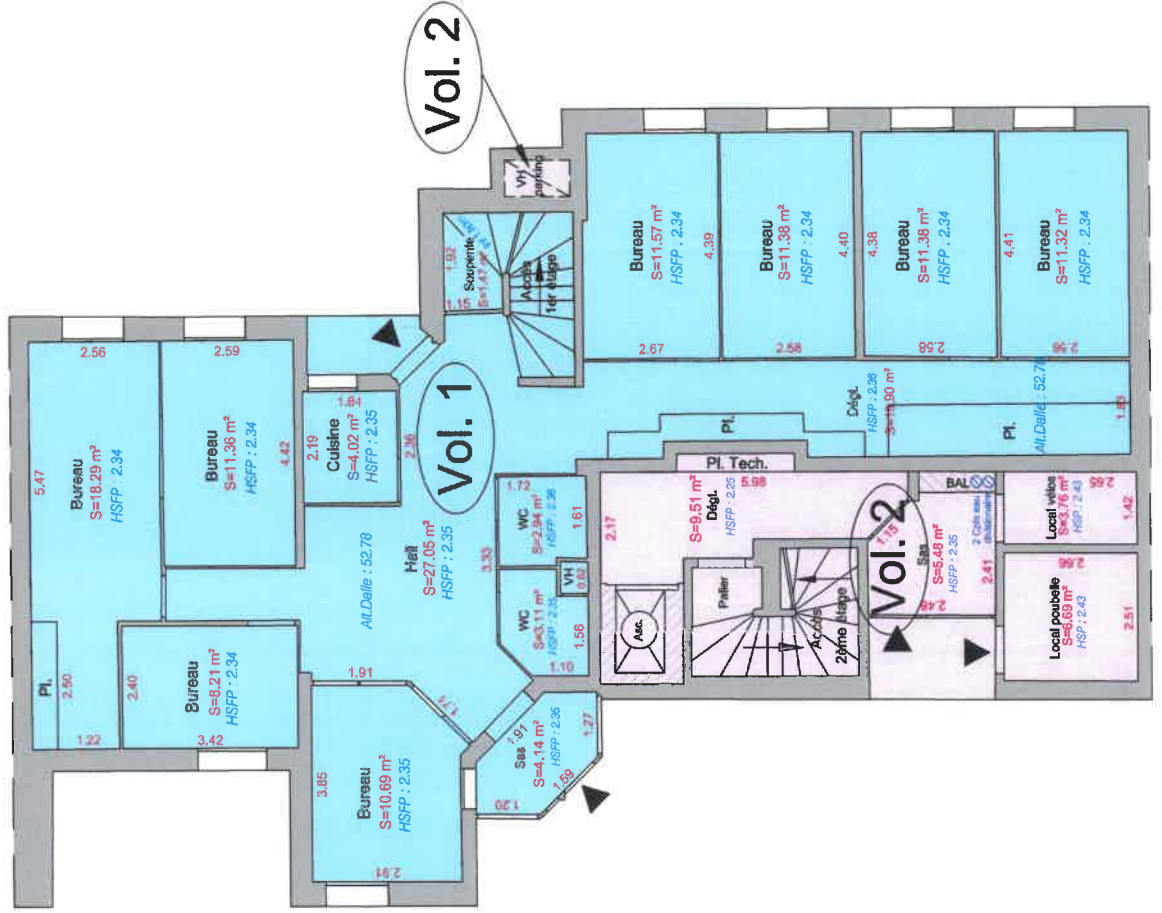 Vol. 2
VH
parking
5.47
2.56
Bureau
S=18.29 m²
HSFP : 2.34
2.59
Bureau
S=11.36 m²
HSFP : 2.34
4.42
Pl.
2.50
1.22
2.40
Bureau
S=8.21 m²
HSFP : 2.34
3.42
2.19
1.84
Cuisine
S=4.02 m²
HSFP : 2.35
2.36
Vol. 1
1.92
Soupente
S=1.47 m²
1.15
Accès
1er étage
Alt.Dalle : 52.78
Hall
S=27.05 m²
HSFP : 2.35
3.33
1.91
1.71
3.85
Bureau
S=10.69 m²
HSFP : 2.35
2.91
1.91
Sas
S=4.14 m²
HSFP : 2.35
1.27
1.59
1.20
1.72
WC
S=2.94 m²
HSFP : 2.36
1.61
VH
0.62
WC
S=3.11 m²
HSFP : 2.35
1.56
1.10
Bureau
S=11.57 m²
HSFP : 2.34
4.39
2.67
Bureau
S=11.38 m²
HSFP : 2.34
4.40
2.58
4.38
Bureau
S=11.38 m²
HSFP : 2.34
2.58
4.41
Bureau
S=11.32 m²
HSFP : 2.34
Dégt.
HSFP : 2.36
Pl.
Pl.
Alt.Dalle : 52.78
1.83
Pl. Tech.
5.68
2.17
S=9.51 m²
Dégt.
HSFP : 2.25
Asc.
Palier
Accès
2ème étage
Vol. 2
1.15
Sas
S=5.48 m²
HSFP : 2.35
2.41
BAL
2 Cpts eau
divisionnaire
Local vélos
S=3.76 m²
HSP : 2.43
2.65
1.42
Local poubelle
S=6.69 m²
HSP : 2.43
2.51